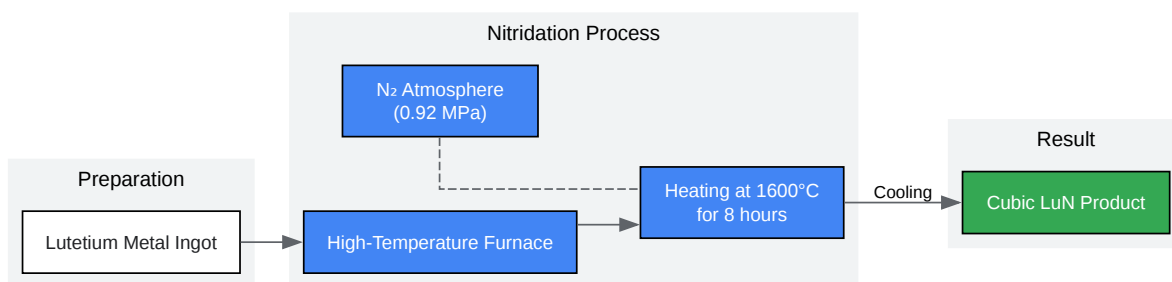 Preparation
Lutetium Metal Ingot
Nitridation Process
N₂ Atmosphere
(0.92 MPa)
High-Temperature Furnace
Heating at 1600°C
for 8 hours
Cooling
Result
Cubic LuN Product